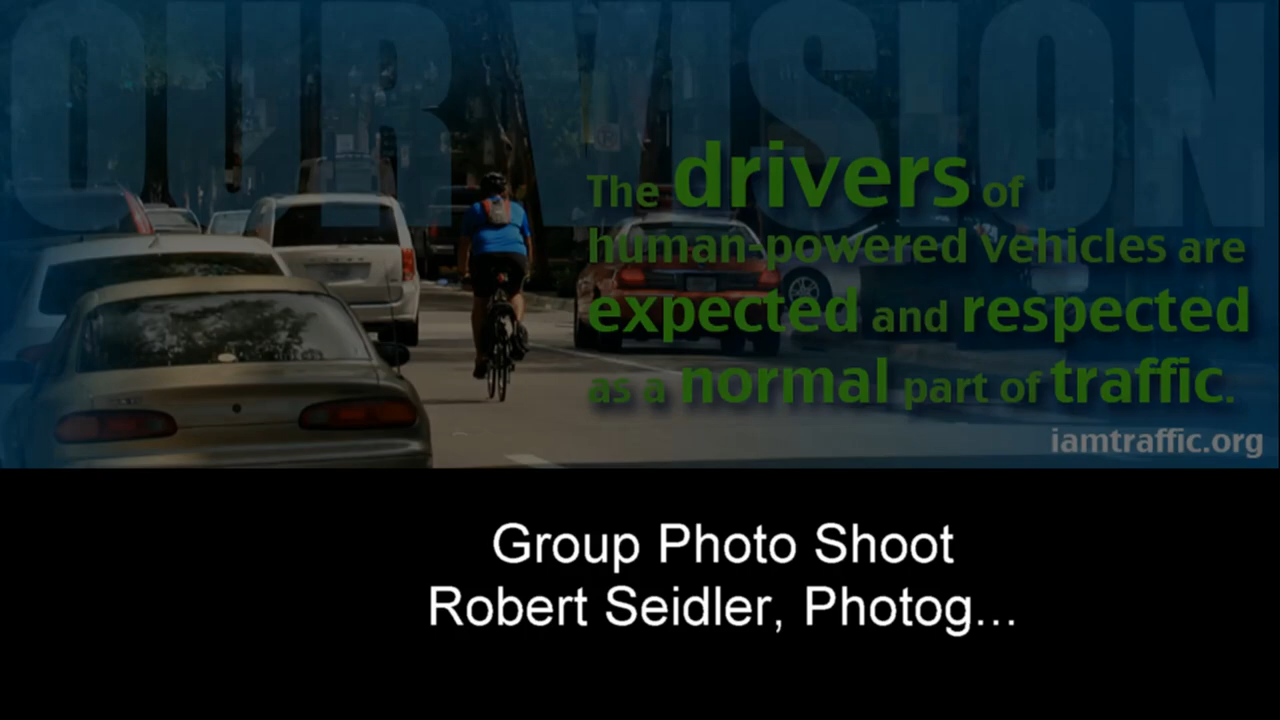 OUR VISION
The drivers of
human-powered vehicles are
expected and respected
as a normal part of traffic.
iamtraffic.org
Group Photo Shoot
Robert Seidler, Photog...